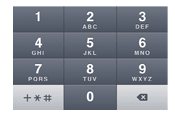 1 2 ABC 3 DEF
4 GHI 5 JKL 6 MNO
7 PQRS 8 TUV 9 WXYZ
+*# 0